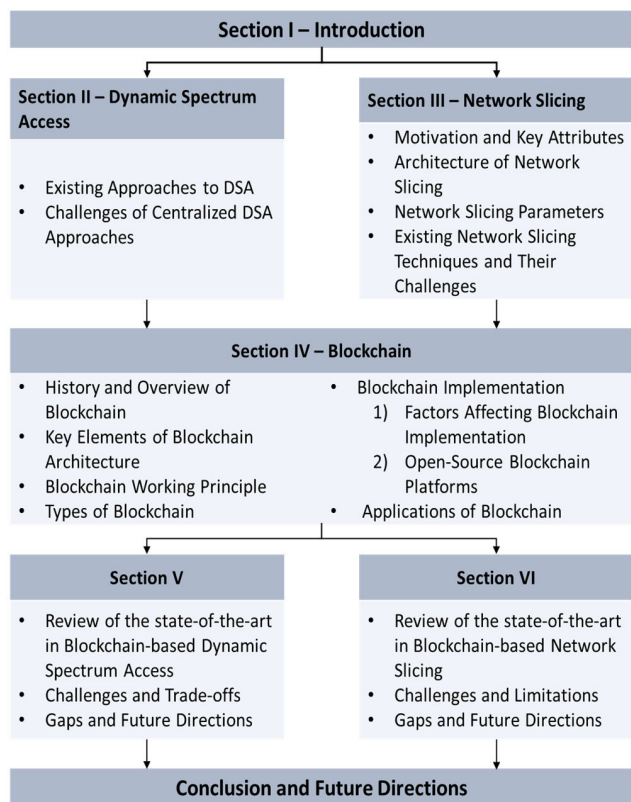 Section I – Introduction
Section II – Dynamic Spectrum
Access
• Existing Approaches to DSA
• Challenges of Centralized DSA
Approaches
Section III – Network Slicing
• Motivation and Key Attributes
• Architecture of Network
Slicing
• Network Slicing Parameters
• Existing Network Slicing
Techniques and Their
Challenges
Section IV – Blockchain
• History and Overview of
Blockchain
• Key Elements of Blockchain
Architecture
• Blockchain Working Principle
• Types of Blockchain
• Blockchain Implementation
1) Factors Affecting Blockchain
Implementation
2) Open-Source Blockchain
Platforms
• Applications of Blockchain
Section V
• Review of the state-of-the-art
in Blockchain-based Dynamic
Spectrum Access
• Challenges and Trade-offs
• Gaps and Future Directions
Section VI
• Review of the state-of-the-art
in Blockchain-based Network
Slicing
• Challenges and Limitations
• Gaps and Future Directions
Conclusion and Future Directions